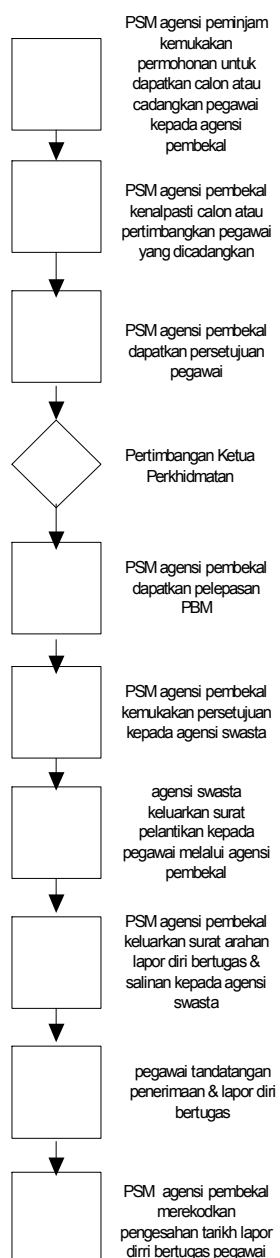 PSM agensi peminjam
kemukakan
permohonan untuk
dapatkan calon atau
cadangkan pegawai
kepada agensi
pembekal
PSM agensi pembekal
kenalpasti calon atau
pertimbangkan pegawai
yang dicadangkan
PSM agensi pembekal
dapatkan persetujuan
pegawai
Pertimbangan Ketua
Perkhidmatan
PSM agensi pembekal
dapatkan pelepasan
PBM
PSM agensi pembekal
kemukakan persetujuan
kepada agensi swasta
agensi swasta
keluarkan surat
pelantikan kepada
pegawai melalui agensi
pembekal
PSM agensi pembekal
keluarkan surat arahan
lapor diri bertugas &
salinan kepada agensi
swasta
pegawai tandatangan
penerimaan & lapor diri
bertugas
PSM agensi pembekal
merekodkan
pengesahan tarikh lapor
dirri bertugas pegawai